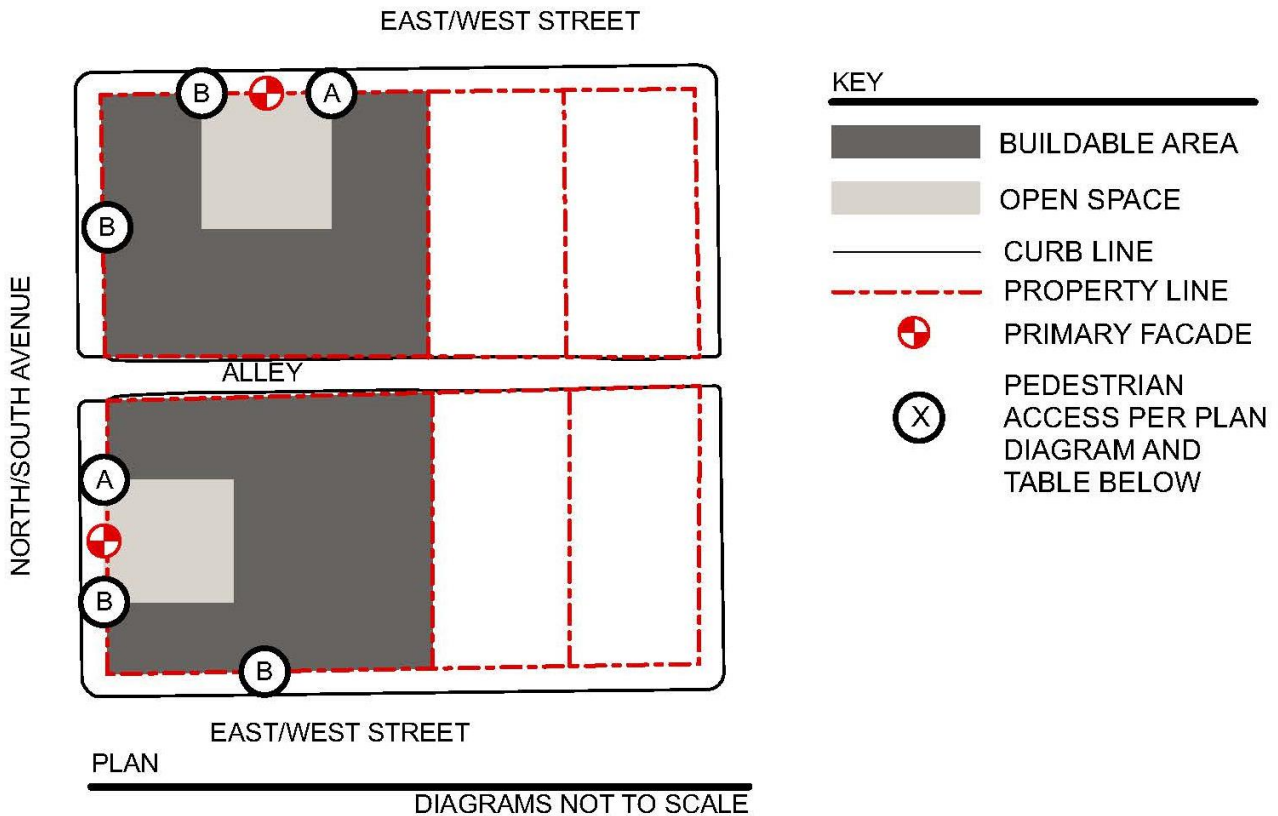 EAST/WEST STREET
B
A
B
NORTH/SOUTH AVENUE
ALLEY
A
B
B
EAST/WEST STREET
PLAN
DIAGRAMS NOT TO SCALE
KEY
BUILDABLE AREA
OPEN SPACE
CURB LINE
PROPERTY LINE
PRIMARY FACADE
X
PEDESTRIAN
ACCESS PER PLAN
DIAGRAM AND
TABLE BELOW